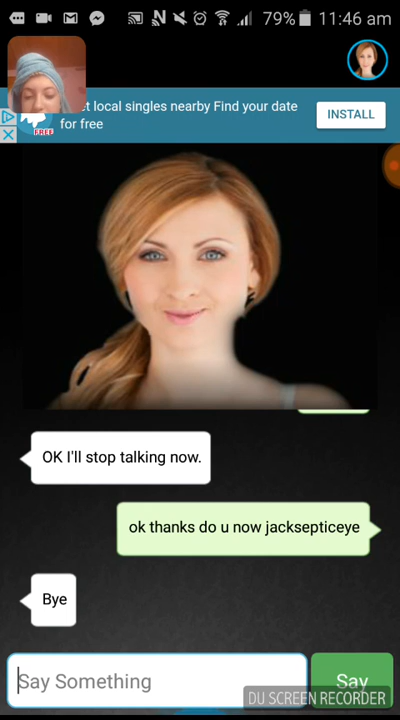 79% 11:46 am
t local singles nearby Find your date
for free
INSTALL
FREE
OK I'll stop talking now.
ok thanks do u now jacksepticeye
Bye
Say Something
Say
DU SCREEN RECORDER